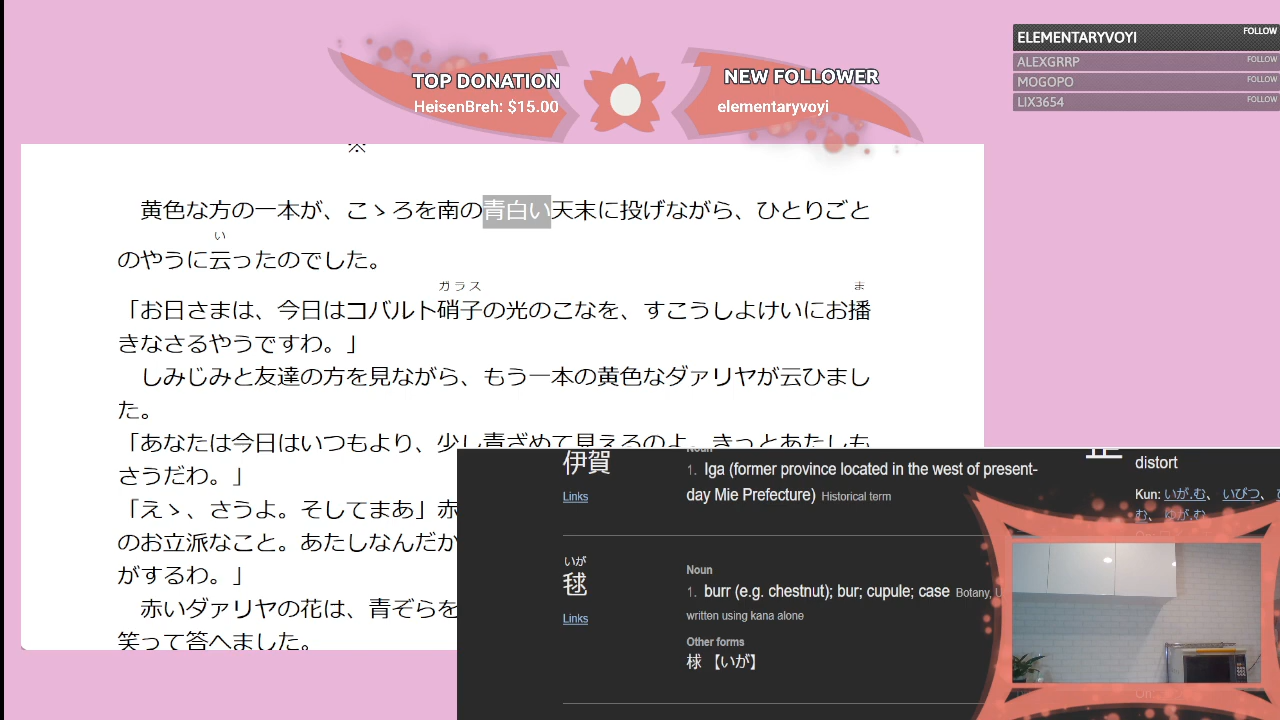 TOP DONATION
HeisenBreh: $15.00
NEW FOLLOWER
elementaryvoyi
ELEMENTARYVOYI FOLLOW
ALEXGRRP FOLLOW
MOGOPO FOLLOW
LIX3654 FOLLOW
※
黄色な方の一本が、こゝろを南の青白い天末に投げながら、ひとりごと
い
のやうに云ったのでした。
ガラス ま
「お日さまは、今日はコバルト硝子の光のこなを、すこうしよけいにお播
きなさるやうですわ。」
しみじみと友達の方を見ながら、もう一本の黄色なダァリヤが云ひまし
た。
「あなたは今日はいつもより、少し青ざめて見えるのよ。きっとあたしも
さうだわ。」
「えゝ、さうよ。そしてまあ」赤
のお立派なこと。あたしなんだか
がするわ。」
赤いダァリヤの花は、青ぞらを
笑って答へました。
Noun
伊賀
1. Iga (former province located in the west of present-
day Mie Prefecture) Historical term
Links
いが
毬
Noun
1. burr (e.g. chestnut); bur; cupule; case Botany,
written using kana alone
Links
Other forms
梂 【いが】
distort
Kun: いが.む、 いびつ、
む、 ゆが.む、
On: